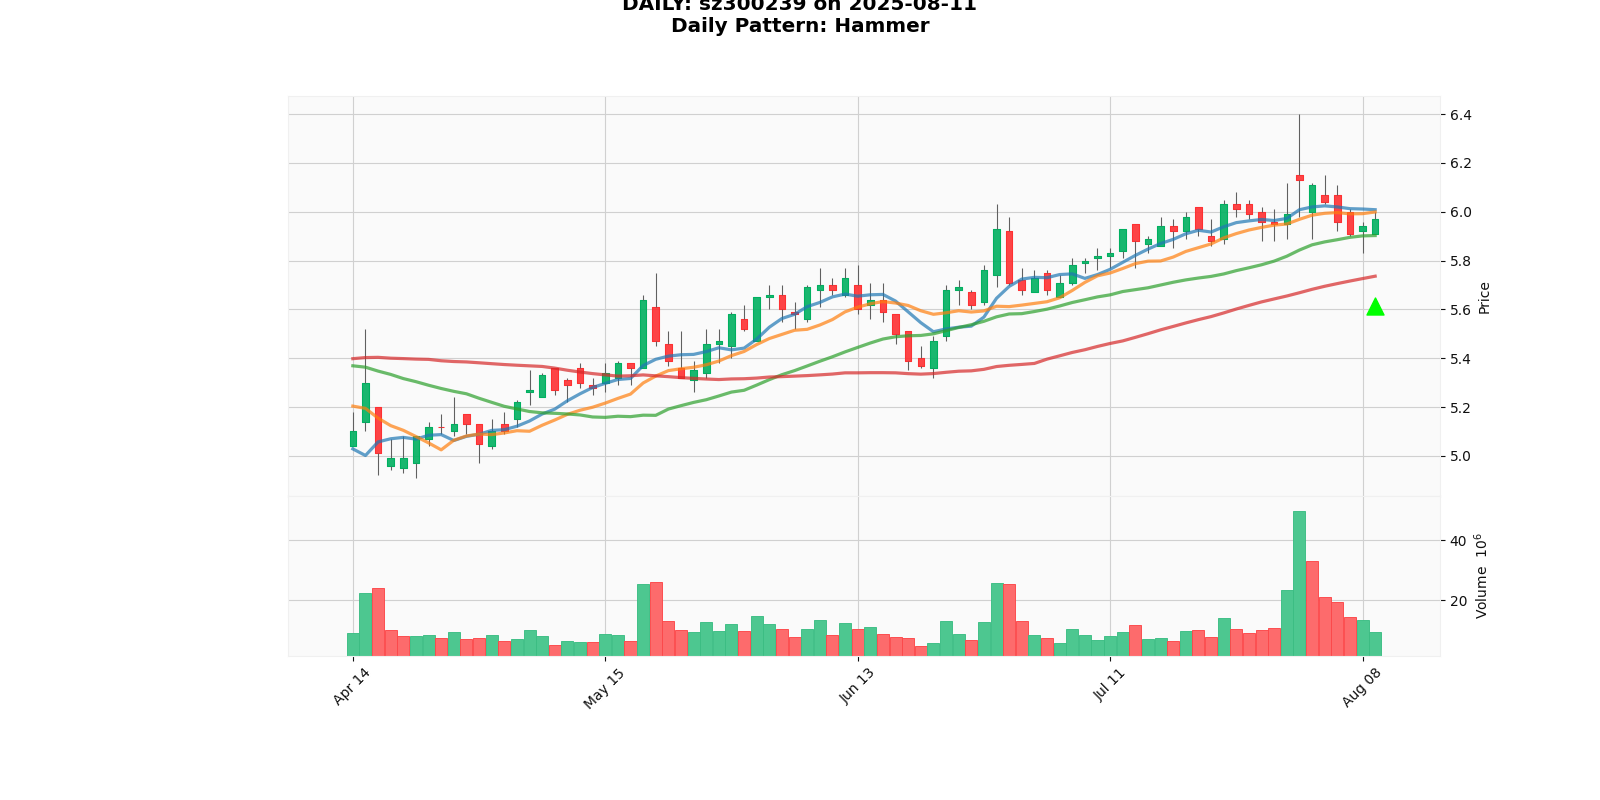 DAILY: sz300239 on 2025-08-11
Daily Pattern: Hammer
6.4
6.2
6.0
5.8
5.6
5.4
5.2
5.0
Price
40
20
Volume 10⁶
Apr 14
May 15
Jun 13
Jul 11
Aug 08